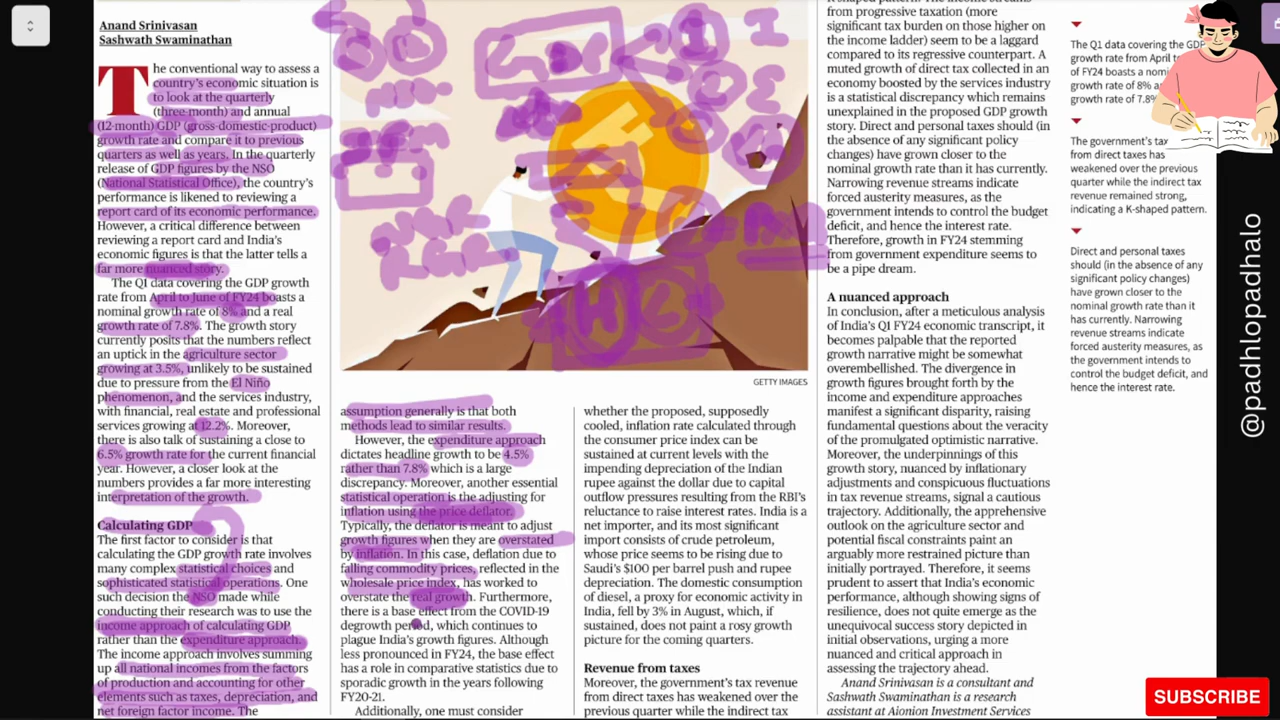 Anand Srinivasan
Sashwath Swaminathan
The conventional way to assess a
country's economic situation is
to look at the quarterly
(three-month) and annual
(12-month) GDP (gross-domestic-product)
growth rate and compare it to previous
quarters as well as years. In the quarterly
release of GDP figures by the NSO
(National Statistical Office), the country's
performance is likened to reviewing a
report card of its economic performance.
However, a critical difference between
reviewing a report card and India's
economic figures is that the latter tells a
far more nuanced story.
The Q1 data covering the GDP growth
rate from April to June of FY24 boasts a
nominal growth rate of 8% and a real
growth rate of 7.8%. The growth story
currently posits that the numbers reflect
an uptick in the agriculture sector
growing at 3.5%, unlikely to be sustained
due to pressure from the El Niño
phenomenon, and the services industry,
with financial, real estate and professional
services growing at 12.2%. Moreover,
there is also talk of sustaining a close to
6.5% growth rate for the current financial
year. However, a closer look at the
numbers provides a far more interesting
interpretation of the growth.
Calculating GDP
The first factor to consider is that
calculating the GDP growth rate involves
many complex statistical choices and
sophisticated statistical operations. One
such decision the NSO made while
conducting their research was to use the
income approach of calculating GDP
rather than the expenditure approach.
The income approach involves summing
up all national incomes from the factors
of production and accounting for other
elements such as taxes, depreciation, and
net foreign factor income. The
GETTY IMAGES
assumption generally is that both
methods lead to similar results.
However, the expenditure approach
dictates headline growth to be 4.5%
rather than 7.8% which is a large
discrepancy. Moreover, another essential
statistical operation is the adjusting for
inflation using the price deflator.
Typically, the deflator is meant to adjust
growth figures when they are overstated
by inflation. In this case, deflation due to
falling commodity prices, reflected in the
wholesale price index, has worked to
overstate the real growth. Furthermore,
there is a base effect from the COVID-19
degrowth period, which continues to
plague India's growth figures. Although
less pronounced in FY24, the base effect
has a role in comparative statistics due to
sporadic growth in the years following
FY20-21.
Additionally, one must consider
whether the proposed, supposedly
cooled, inflation rate calculated through
the consumer price index can be
sustained at current levels with the
impending depreciation of the Indian
rupee against the dollar due to capital
outflow pressures resulting from the RBI's
reluctance to raise interest rates. India is a
net importer, and its most significant
import consists of crude petroleum,
whose price seems to be rising due to
Saudi's $100 per barrel push and rupee
depreciation. The domestic consumption
of diesel, a proxy for economic activity in
India, fell by 3% in August, which, if
sustained, does not paint a rosy growth
picture for the coning quarters.
Revenue from taxes
Moreover, the government's tax revenue
from direct taxes has weakened over the
previous quarter while the indirect tax
from progressive taxation (more
significant tax burden on those higher on
the income ladder) seem to be a laggard
compared to its regressive counterpart. A
muted growth of direct tax collected in an
economy boosted by the services industry
is a statistical discrepancy which remains
unexplained in the proposed GDP growth
story. Direct and personal taxes should (in
the absence of any significant policy
changes) have grown closer to the
nominal growth rate than it has currently.
Narrowing revenue streams indicate
forced austerity measures, as the
government intends to control the budget
deficit, and hence the interest rate.
Therefore, growth in FY24 stemming
from government expenditure seems to
be a pipe dream.
A nuanced approach
In conclusion, after a meticulous analysis
of India's Q1 FY24 economic transcript, it
becomes palpable that the reported
growth narrative might be somewhat
overembellished. The divergence in
growth figures brought forth by the
income and expenditure approaches
manifest a significant disparity, raising
fundamental questions about the veracity
of the promulgated optimistic narrative.
Moreover, the underpinnings of this
growth story, nuanced by inflationary
adjustments and conspicuous fluctuations
in tax revenue streams, signal a cautious
trajectory. Additionally, the apprehensive
outlook on the agriculture sector and
potential fiscal constraints paint an
arguably more restrained picture than
initially portrayed. Therefore, it seems
prudent to assert that India's economic
performance, although showing signs of
resilience, does not quite emerge as the
unequivocal success story depicted in
initial observations, urging a more
nuanced and critical approach in
assessing the trajectory ahead.
Anand Srinivasan is a consultant and
Sashwath Swaminathan is a research
assistant at Aionion Investment Services
The Q1 data covering the GDP
growth rate from April
of FY24 boasts a
growth rate of 8%
growth rate of 7.8%
The government's
from direct taxes has
weakened over the previous
quarter while the indirect tax
revenue remained strong,
indicating a K-shaped pattern.
Direct and personal taxes
should (in the absence of any
significant policy changes)
have grown closer to the
nominal growth rate than it
has currently. Narrowing
revenue streams indicate
forced austerity measures, as
the government intends to
control the budget deficit, and
hence the interest rate.
@padhlopadhalo
SUBSCRIBE